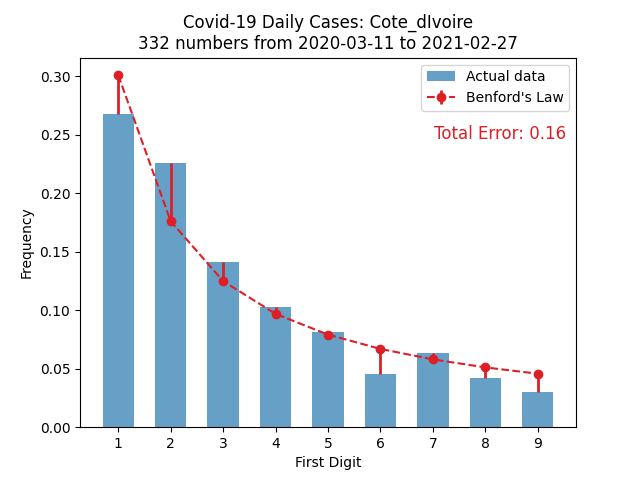 Covid-19 Daily Cases: Cote_dIvoire
332 numbers from 2020-03-11 to 2021-02-27
Actual data
Benford's Law
Total Error: 0.16
Frequency
0.30
0.25
0.20
0.15
0.10
0.05
0.00
1 2 3 4 5 6 7 8 9
First Digit